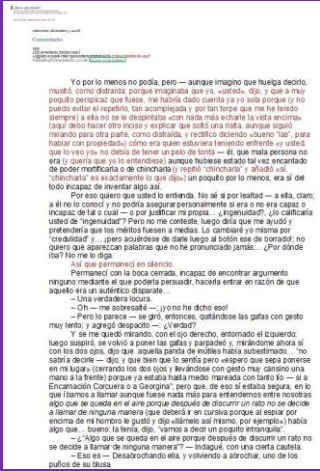 miércoles, diciembre 3, 2008
Comentario
Yo por lo menos no podía, pero — aunque imagino que huelga decirlo,
musitó, como distraída; porque imaginaba yo, «usted», dijo, y que a muy
poquito perspicaz que fuese, me habría dado cuenta ya yo sola porque (y no
puedo evitar el repetirlo, tan acomplejada y por tan torpe que me he tenido
siempre) a ella no se le despintaba «con nada más echarle la vista encima»
(aquí debo hacer otro inciso y explicar que soltó una risita, aunque siguió
mirando para otra parte, como distraída, y rectifico diciendo «bueno "las", para
hablar con propiedad») cómo era quien estuviera teniendo enfrente «y usted,
que lo veo yo» no debía de tener un pelo de tonta — él, que mala persona no
era (y quería que yo lo entendiese) aunque hubiese estado tal vez encantado
de poder mortificarla o de chincharla (y repitió "chincharla" y añadió «sí,
"chincharla" es exactamente lo que dijo») un poquito por lo menos, era sí del
todo incapaz de inventar algo así.
Por eso quiero que usted lo entienda. No sé si por lealtad — a ella, claro;
a él no lo conocí y no podría asegurar personalmente si era o no era capaz o
incapaz de tal o cual — o por justificar mi propia… ¿ingenuidad?, ¿lo calificaría
usted de "ingenuidad"? Pero no me conteste, luego diría que me ayudó y
pretendería que los méritos fuesen a medias. Lo cambiaré yo misma por
"credulidad" y… ¡pero acuérdese de darle luego al botón ese de borrado!; no
quiero que aparezcan palabras que no he pronunciado jamás… ¿Por dónde
iba? No me lo diga.
Así que permanecí en silencio.
Permanecí con la boca cerrada, incapaz de encontrar argumento
ninguno mediante el que poderla persuadir, hacerla entrar en razón de que
aquello era un auténtico disparate…
– Una verdadera locura.
– Oh — me sobresalté —; ¡yo no he dicho eso!
– Pero lo parece — se giró, entonces, quitándose las gafas con gesto
muy lento; y agregó despacito —: ¿Verdad?
Y se me quedó mirando, con el ojo derecho, entornado el izquierdo;
luego suspiró, se volvió a poner las gafas y parpadeó y, mirándome ahora sí
con los dos ojos, dijo que aquella panda de inútiles había subestimado… "no
sabría decirle — dijo; y que bien que lo sentía pero «espero que sepa ponerse
en mi lugar» (cerrando los dos ojos y llevándose con gesto muy cansino una
mano a la frente) porque ya estaba harta medio mareada con tanto lío — si a
Encarnación Corcuera o a Georgina"; pero que, de eso sí estaba segura, en lo
que íbamos a llamar aunque fuese nada más para entendernos entre nosotras
algo que se queda en el aire porque después de discurrir un rato no se decide
a llamar de ninguna manera (que deberá ir en cursiva porque al espiar por
encima de mi hombro le gustó y dijo «llámelo así mismo, por ejemplo») había
algo que… bueno: la tenía, dijo, "vamos a decir un poquito intranquila".
– ¿"Algo que se queda en el aire porque después de discurrir un rato no
se decide a llamar de ninguna manera"? — Indagué, con una cierta cautela.
– Eso es — Desabrochando ella, y volviendo a abrochar, uno de los
puños de su blusa.